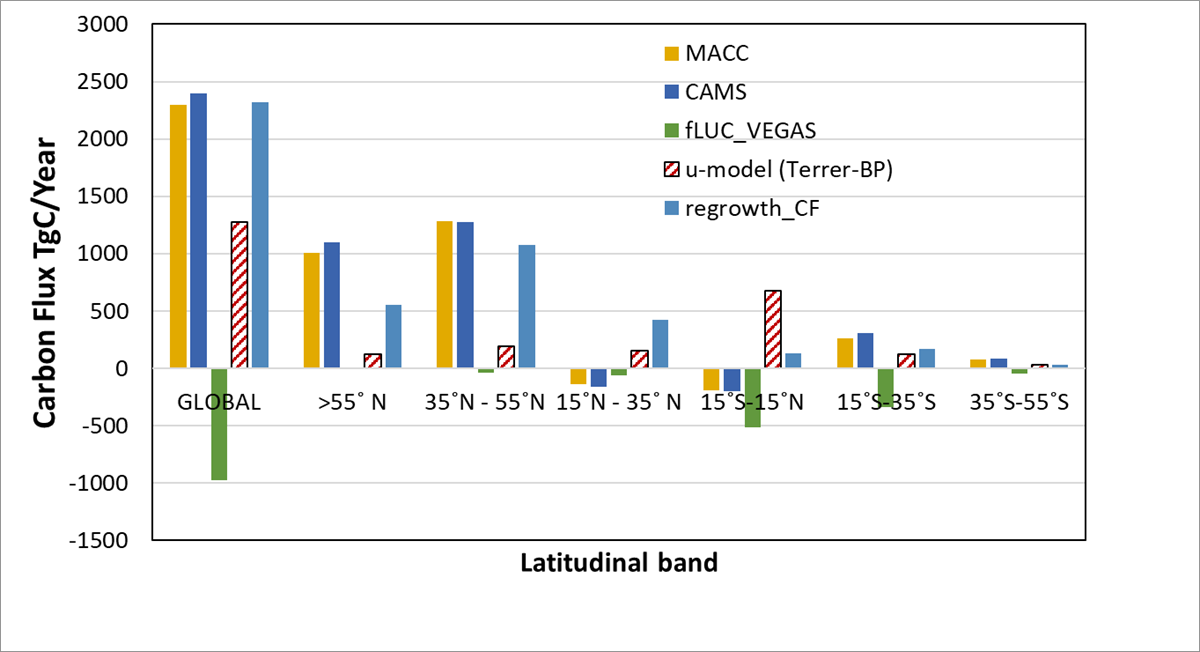 3000
2500
2000
1500
1000
500
0
-500
-1000
-1500
Carbon Flux TgC/Year
MACC
CAMS
fLUC_VEGAS
u-model (Terrer-BP)
regrowth_CF
GLOBAL >55˚ N 35˚N - 55˚N 15˚N - 35˚ N 15˚S-15˚N 15˚S-35˚S 35˚S-55˚S
Latitudinal band